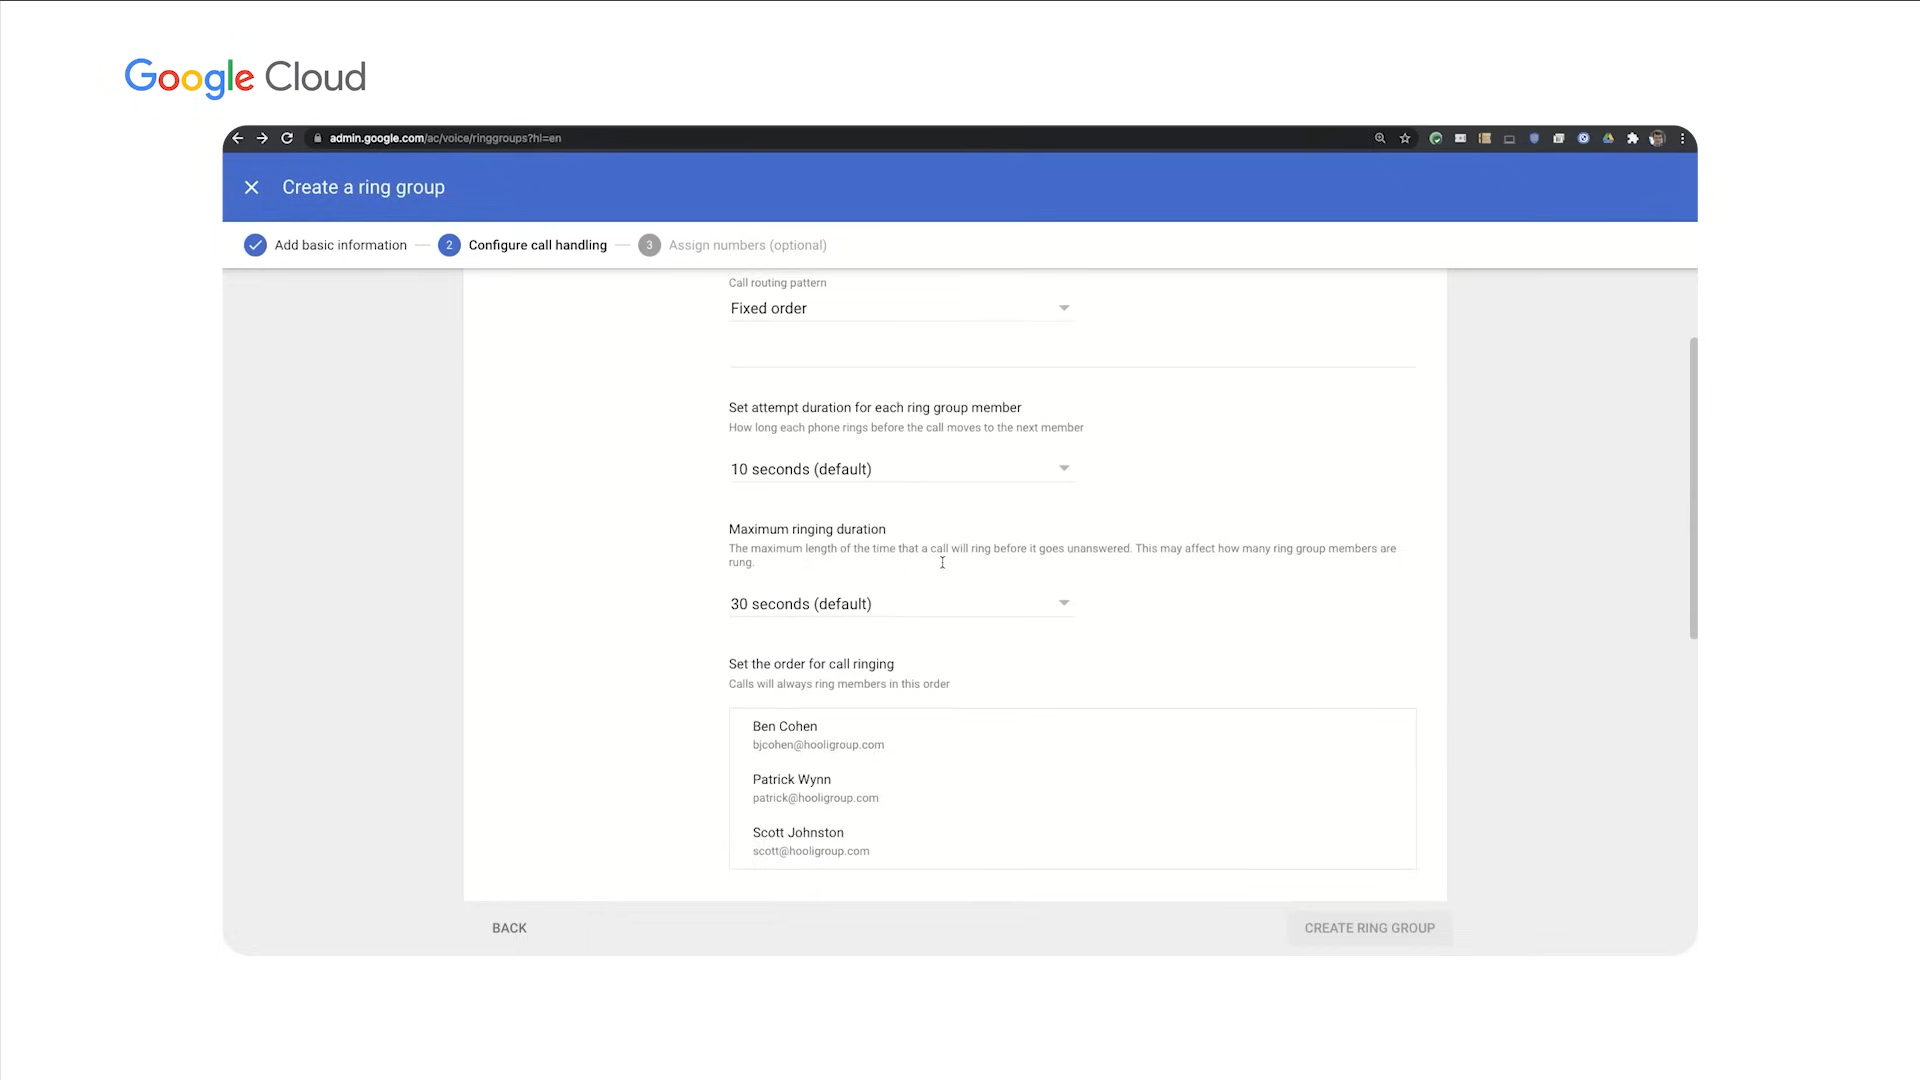 Google Cloud
admin.google.com/ac/voice/ringgroups?hl=en
Create a ring group
Add basic information
2 Configure call handling
3 Assign numbers (optional)
Call routing pattern
Fixed order
Set attempt duration for each ring group member
How long each phone rings before the call moves to the next member
10 seconds (default)
Maximum ringing duration
The maximum length of the time that a call will ring before it goes unanswered. This may affect how many ring group members are
rung.
30 seconds (default)
Set the order for call ringing
Calls will always ring members in this order
Ben Cohen
bjcohen@hooligroup.com
Patrick Wynn
patrick@hooligroup.com
Scott Johnston
scott@hooligroup.com
BACK
CREATE RING GROUP